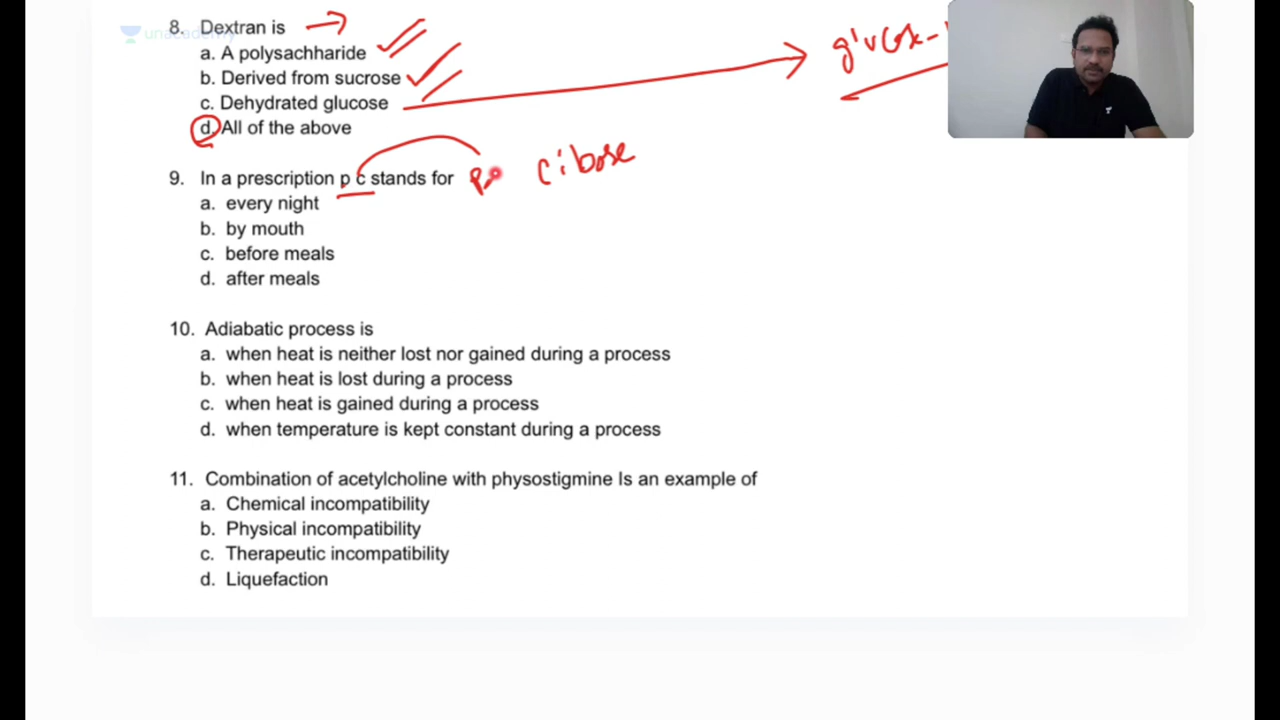 8. Dextran is
unacademy
a. A polysachharide
b. Derived from sucrose
c. Dehydrated glucose
d. All of the above
9. In a prescription p c stands for
cibose
a. every night
b. by mouth
c. before meals
d. after meals
10. Adiabatic process is
a. when heat is neither lost nor gained during a process
b. when heat is lost during a process
c. when heat is gained during a process
d. when temperature is kept constant during a process
11. Combination of acetylcholine with physostigmine Is an example of
a. Chemical incompatibility
b. Physical incompatibility
c. Therapeutic incompatibility
d. Liquefaction